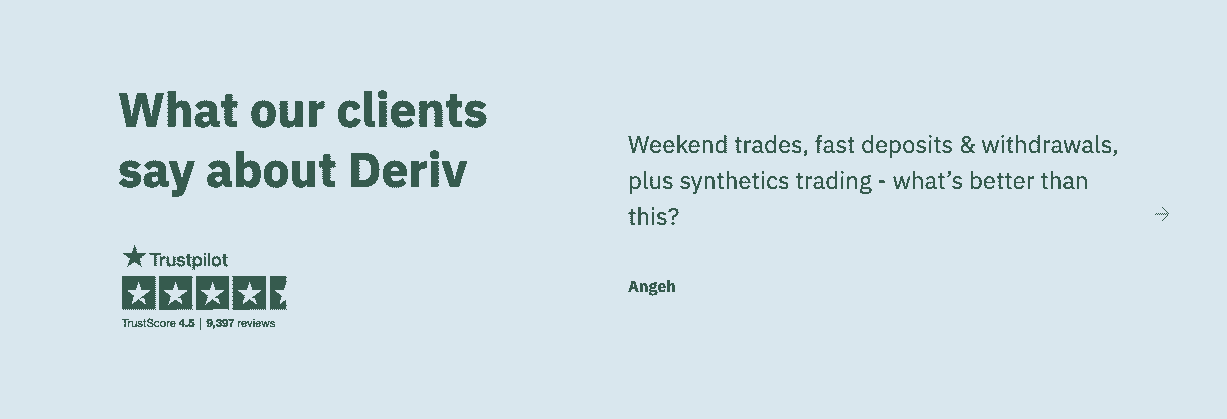 What our clients
say about Deriv
Trustpilot
TrustScore 4.5 | 9,397 reviews
Weekend trades, fast deposits & withdrawals,
plus synthetics trading - what's better than
this?
Angeh